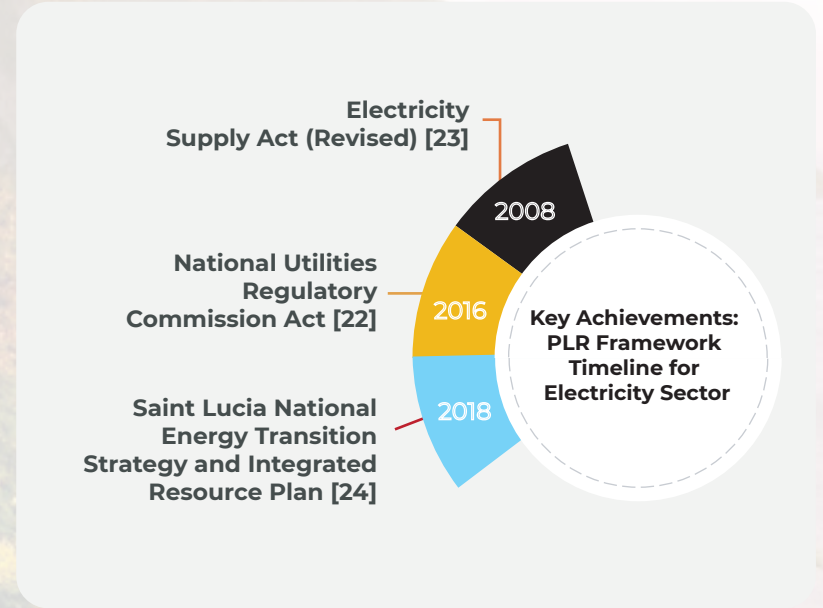 Electricity
Supply Act (Revised) [23]
2008
National Utilities
Regulatory
Commission Act [22]
2016
Saint Lucia National
Energy Transition
Strategy and Integrated
Resource Plan [24]
2018
Key Achievements:
PLR Framework
Timeline for
Electricity Sector